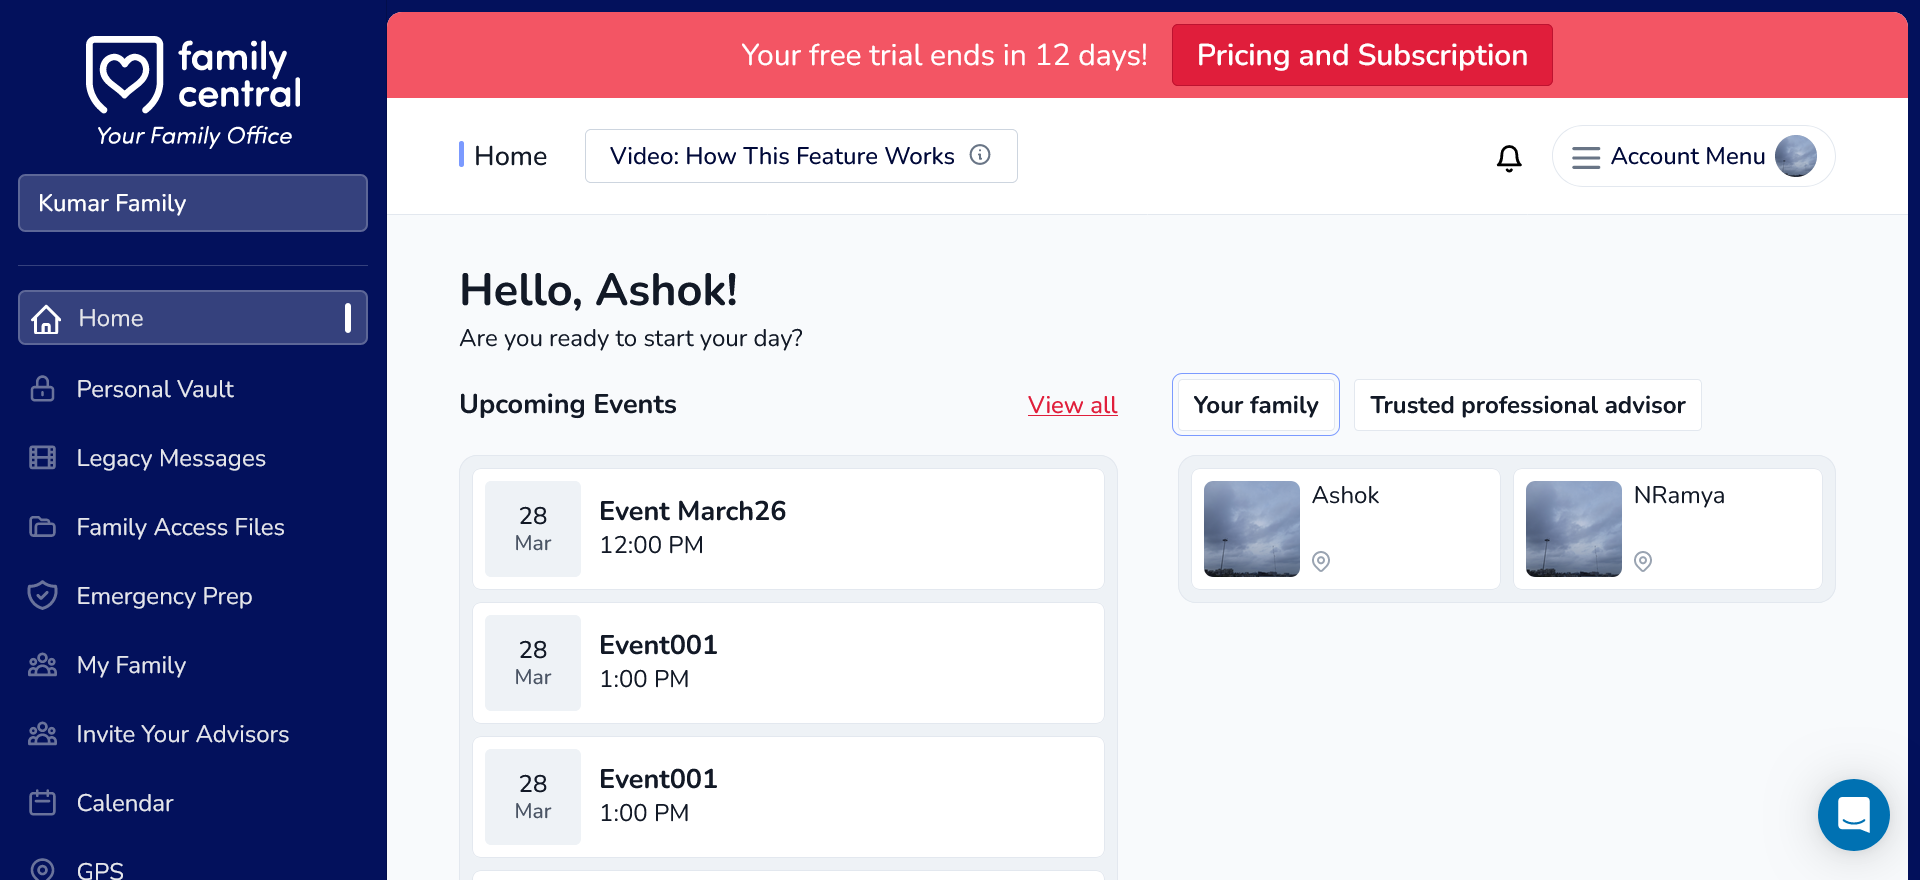 family
central
Your Family Office
Kumar Family
Home
Personal Vault
Legacy Messages
Family Access Files
Emergency Prep
My Family
Invite Your Advisors
Calendar
GPS
Your free trial ends in 12 days!
Pricing and Subscription
Home
Video: How This Feature Works
Account Menu
Hello, Ashok!
Are you ready to start your day?
Upcoming Events
View all
28
Mar
Event March26
12:00 PM
28
Mar
Event001
1:00 PM
28
Mar
Event001
1:00 PM
Your family
Trusted professional advisor
Ashok
NRamya